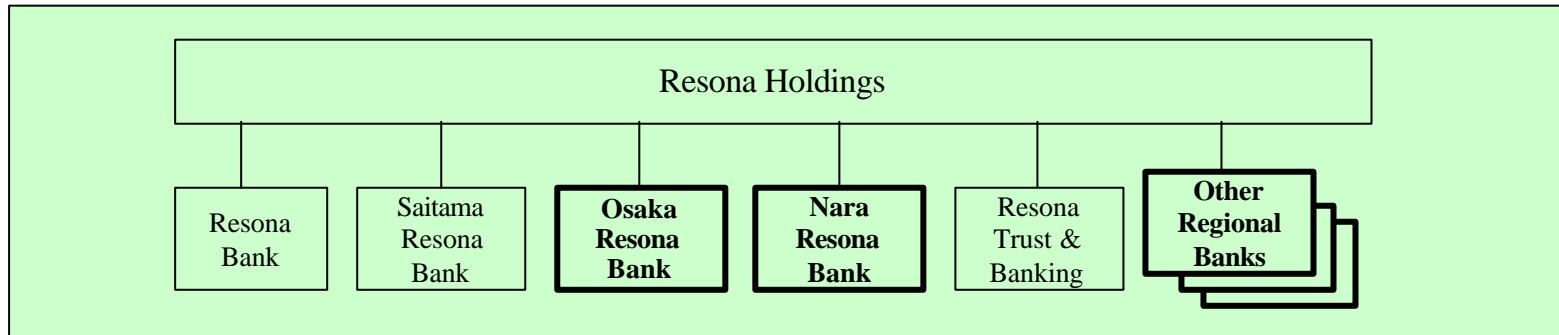 Resona Holdings
Resona
Bank
Saitama
Resona
Bank
Osaka
Resona
Bank
Nara
Resona
Bank
Resona
Trust &
Banking
Other
Regional
Banks